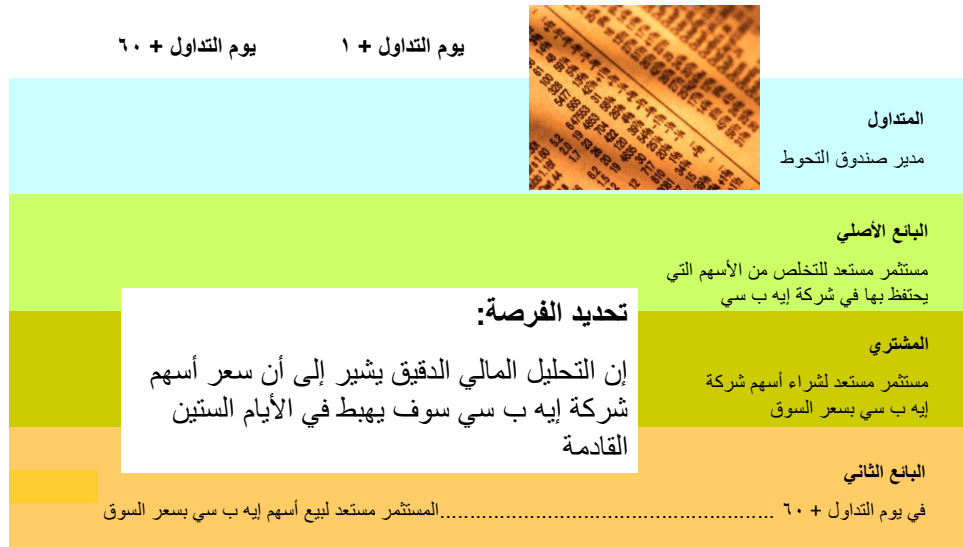 يوم التداول + ١
يوم التداول + ٦٠
المتداول
مدير صندوق التحوط
البائع الأصلي
مستثمر مستعد للتخلص من الأسهم التي
يحتفظ بها في شركة إيه ب سي
تحديد الفرصة:
إن التحليل المالي الدقيق يشير إلى أن سعر أسهم
شركة إيه ب سي سوف يهبط في الأيام الستين
القادمة
المشتري
مستثمر مستعد لشراء أسهم شركة
إيه ب سي بسعر السوق
البائع الثاني
في يوم التداول + ٦٠ .........................................................المستثمر مستعد لبيع أسهم إيه ب سي بسعر السوق